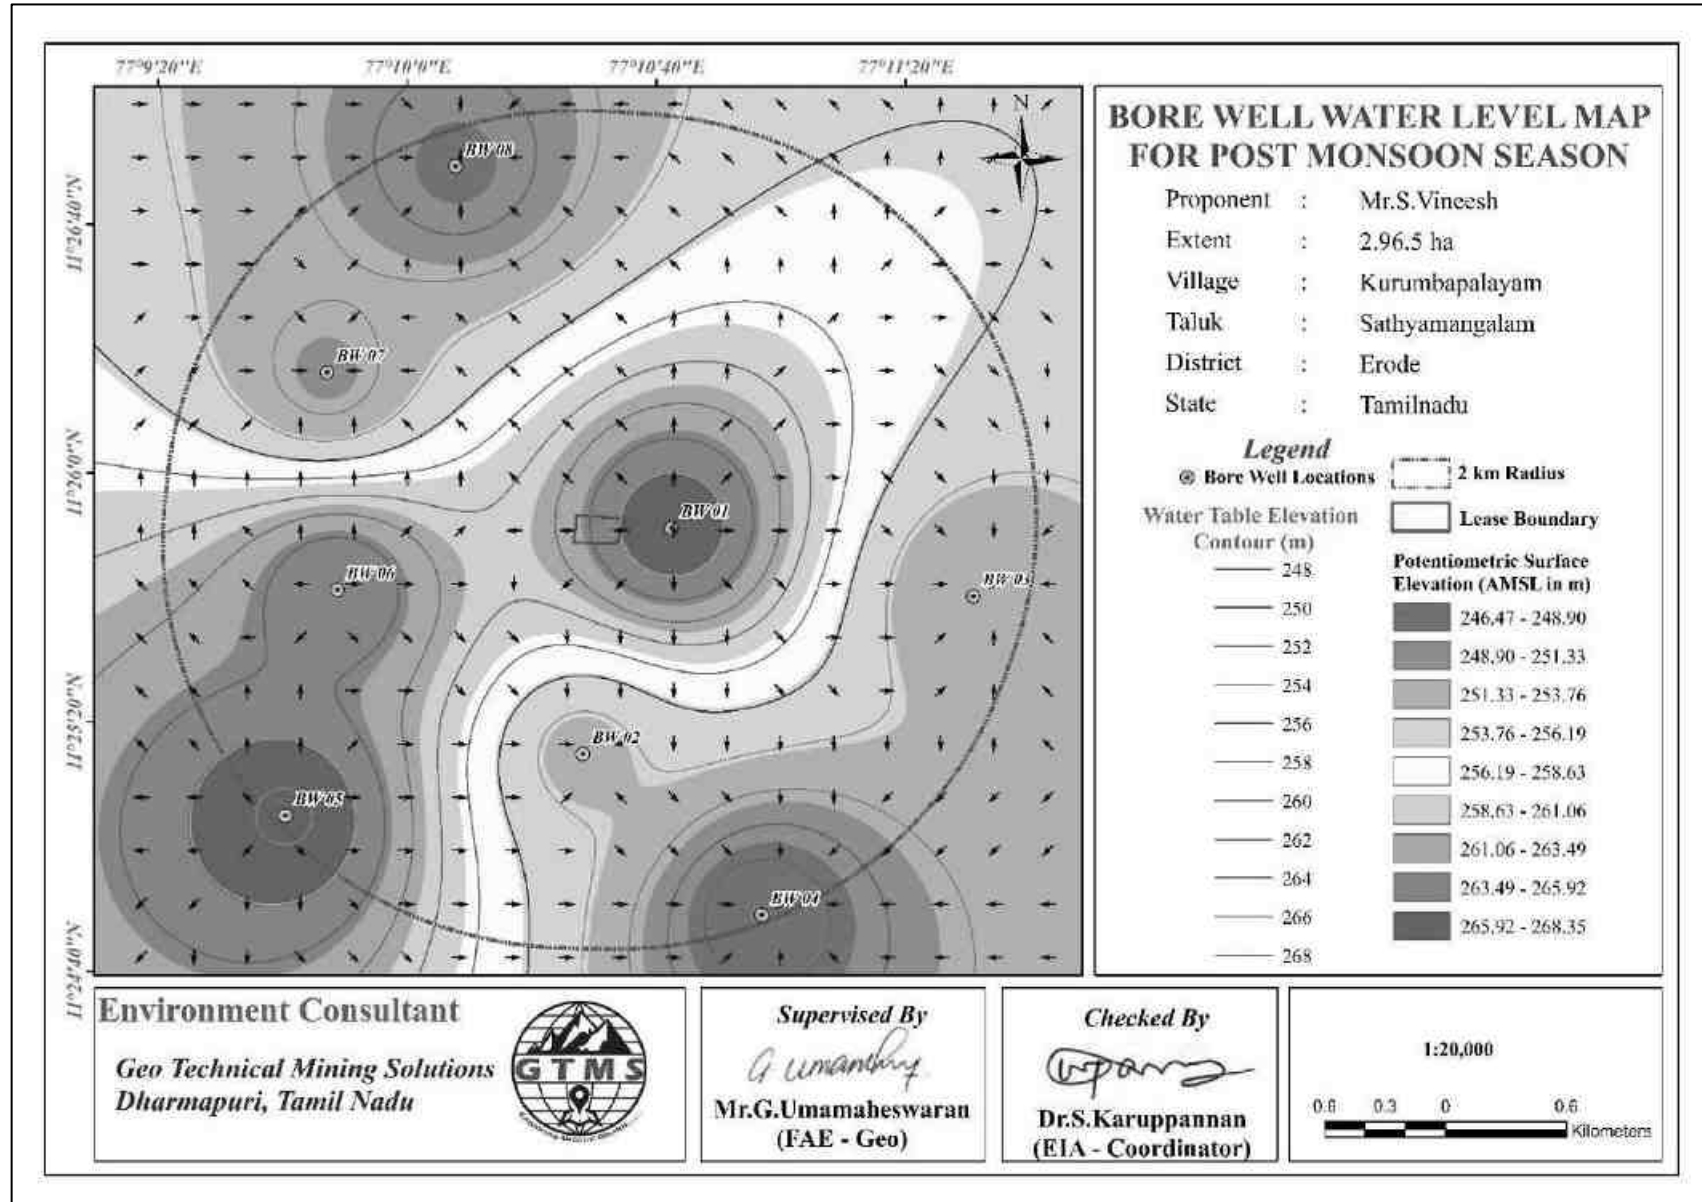 77°9'20"E 77°10'0"E 77°10'40"E 77°11'20"E
11°26'40"N
11°26'0"N
11°25'20"N
11°24'40"N
N
BW 08
BW 07
BW 01
BW 06
BW 03
BW 02
BW 05
BW 04
BORE WELL WATER LEVEL MAP
FOR POST MONSOON SEASON
Proponent : Mr.S.Vineesh
Extent : 2.96.5 ha
Village : Kurumbapalayam
Taluk : Sathyamangalam
District : Erode
State : Tamilnadu
Legend
Bore Well Locations
2 km Radius
Lease Boundary
Water Table Elevation
Contour (m)
248
250
252
254
256
258
260
262
264
266
268
Potentiometric Surface
Elevation (AMSL in m)
246.47 - 248.90
248.90 - 251.33
251.33 - 253.76
253.76 - 256.19
256.19 - 258.63
258.63 - 261.06
261.06 - 263.49
263.49 - 265.92
265.92 - 268.35
Environment Consultant
Geo Technical Mining Solutions
Dharmapuri, Tamil Nadu
GTMS
Supervised By
Mr.G.Umamaheswaran
(FAE - Geo)
Checked By
Dr.S.Karuppannan
(EIA - Coordinator)
1:20,000
0.6 0.3 0 0.6
Kilometers